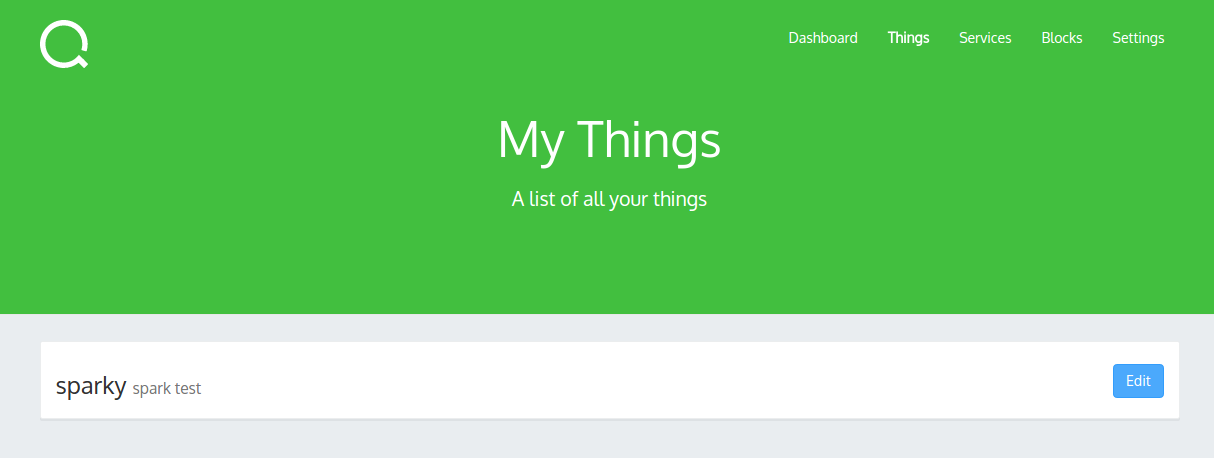 Dashboard Things Services Blocks Settings
My Things
A list of all your things
sparky spark test
Edit